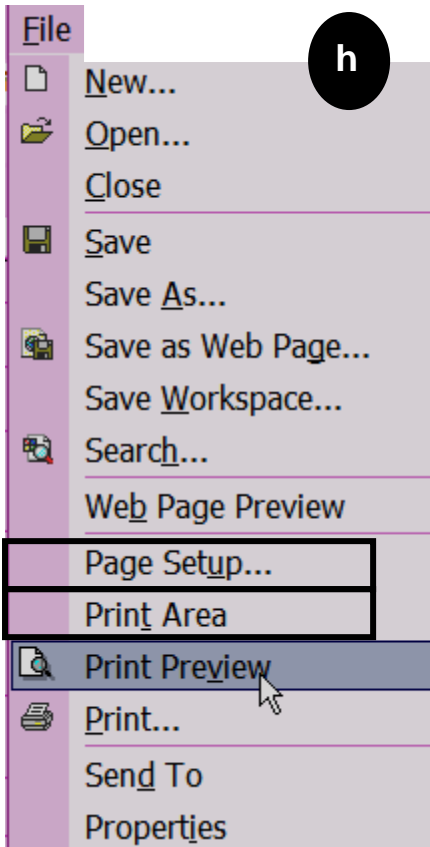 File
h
New...
Open...
Close
Save
Save As...
Save as Web Page...
Save Workspace...
Search...
Web Page Preview
Page Setup...
Print Area
Print Preview
Print...
Send To
Properties